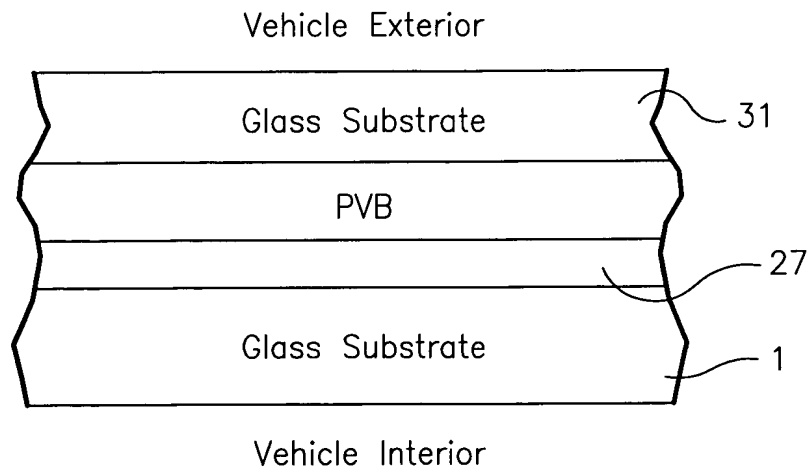 Vehicle Exterior
Glass Substrate
31
PVB
27
Glass Substrate
1
Vehicle Interior